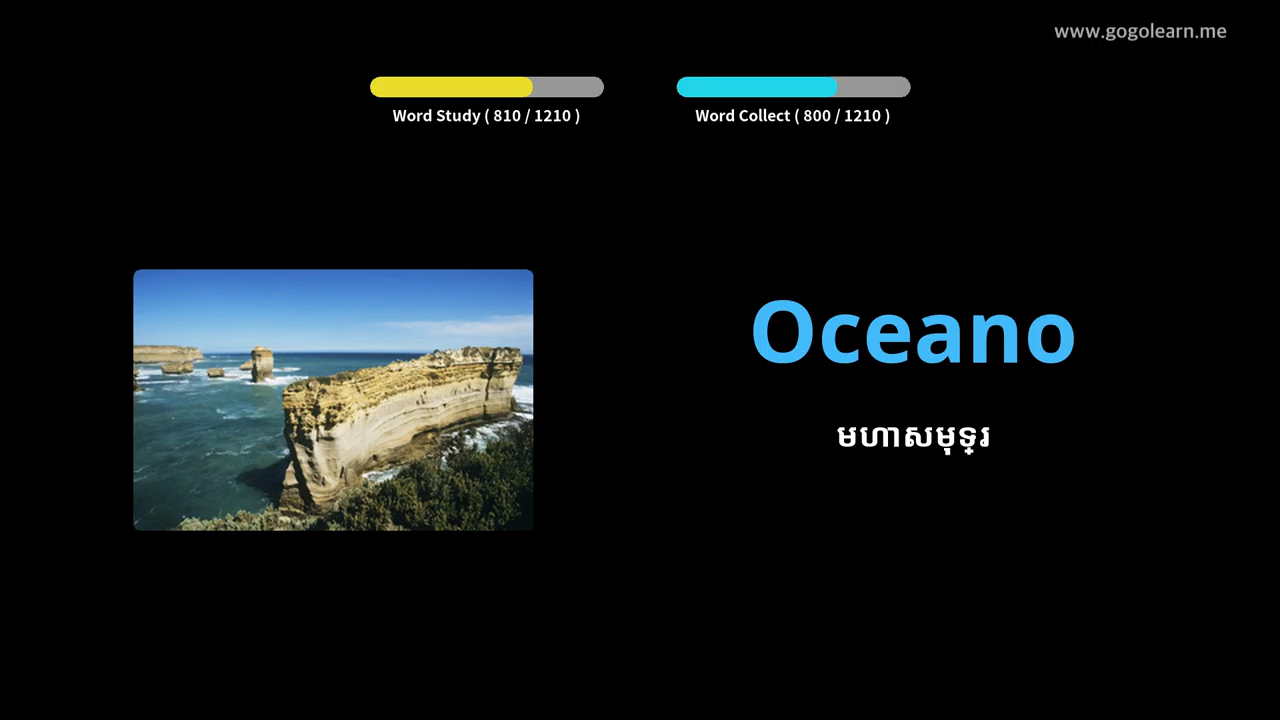 www.gogolearn.me
Word Study ( 810 / 1210 )
Word Collect ( 800 / 1210 )
Oceano
មហាសមុទ្រ